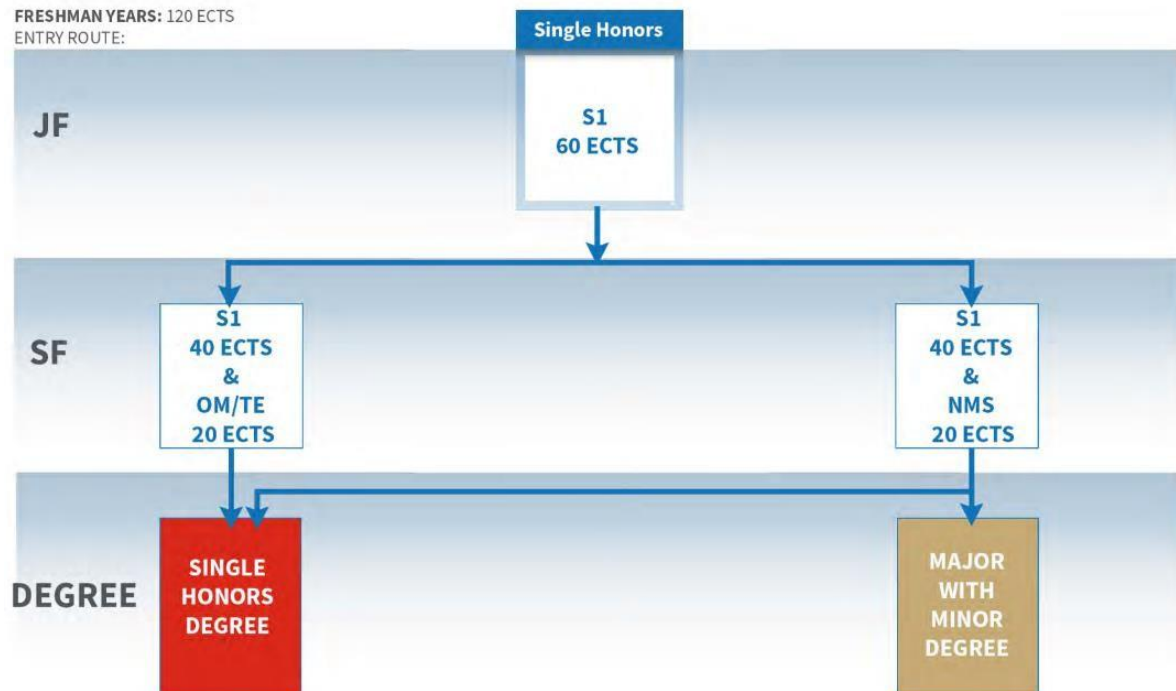 FRESHMAN YEARS: 120 ECTS
ENTRY ROUTE:
Single Honors
JF
S1
60 ECTS
SF
S1
40 ECTS
&
OM/TE
20 ECTS
S1
40 ECTS
&
NMS
20 ECTS
DEGREE
SINGLE
HONORS
DEGREE
MAJOR
WITH
MINOR
DEGREE